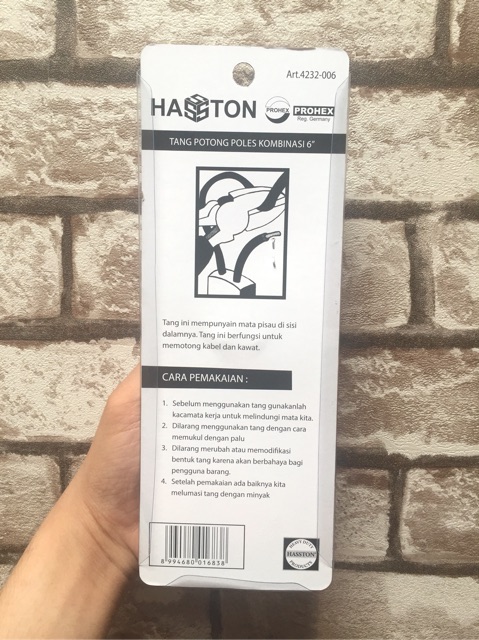 Art.4232-006
HASSTON PROHEX PROHEX
Reg. Germany
TANG POTONG POLES KOMBINASI 6"
Tang ini mempunyain mata pisau di sisi
dalamnya. Tang ini berfungsi untuk
memotong kabel dan kawat.
CARA PEMAKAIAN :
1. Sebelum menggunakan tang gunakanlah
kacamata kerja untuk melindungi mata kita.
2. Dilarang menggunakan tang dengan cara
memukul dengan palu
3. Dilarang merubah atau memodifikasi
bentuk tang karena akan berbahaya bagi
pengguna barang.
4. Setelah pemakaian ada baiknya kita
melumasi tang dengan minyak
8 994680 016838
HEAVY DUTY
HASSTON
PRODUCTS